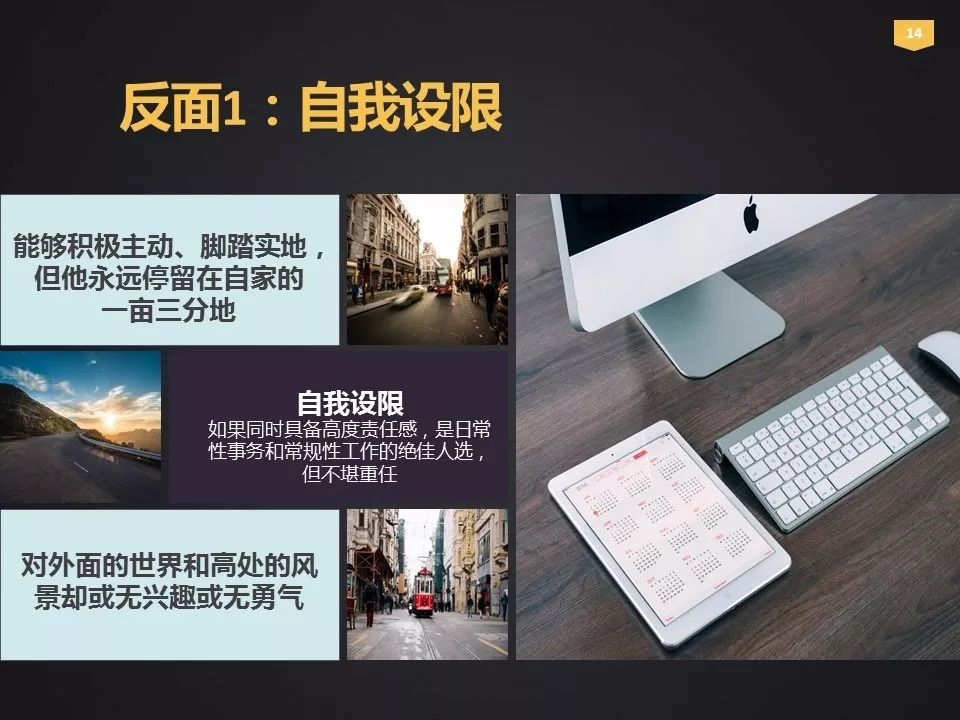 14
反面1：自我设限
能够积极主动、脚踏实地，
但他永远停留在自家的
一亩三分地
自我设限
如果同时具备高度责任感，是日常
性事务和常规性工作的绝佳人选，
但不堪重任
对外面的世界和高处的风
景却或无兴趣或无勇气